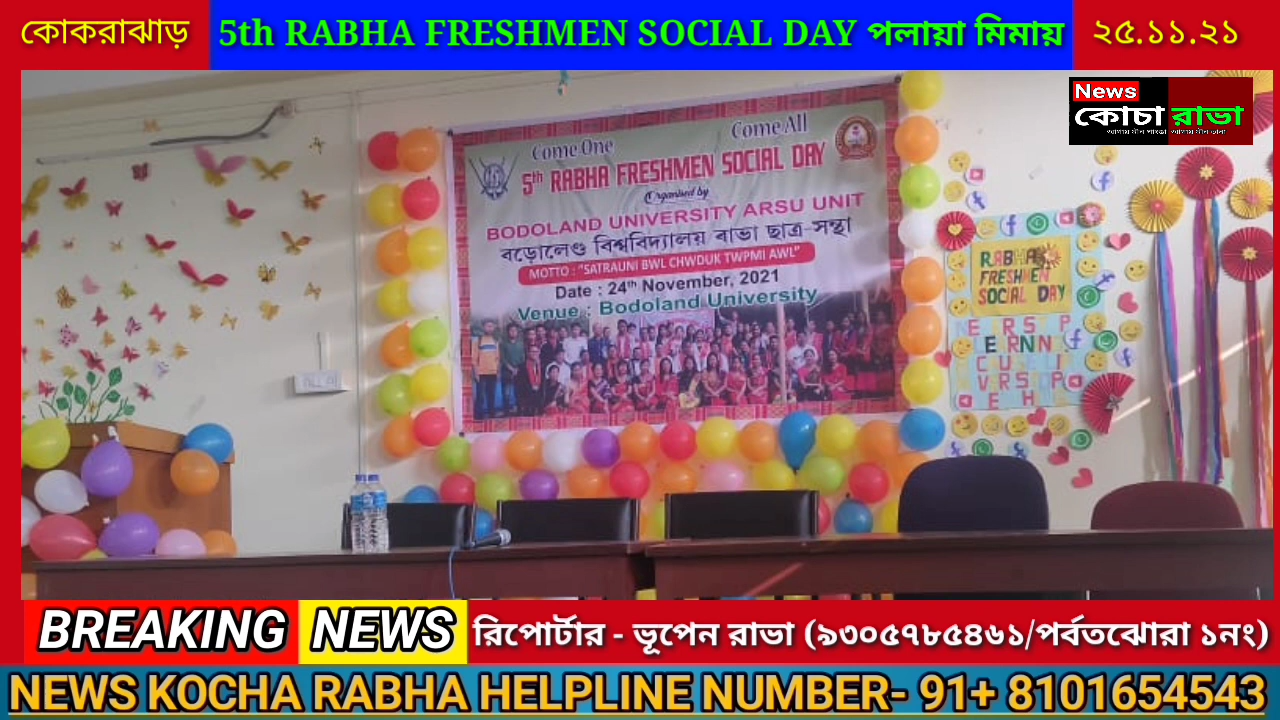 কোকরাঝাড়
5th RABHA FRESHMEN SOCIAL DAY পলায়া মিমায়
২৫.১১.২১
News
কোচা রাভা
Come One
Come All
5th RABHA FRESHMEN SOCIAL DAY
Organised by
BODOLAND UNIVERSITY ARSU UNIT
বড়োলেণ্ড বিশ্ববিদ্যালয় ৰাভা ছাত্ৰ-সন্থা
MOTTO : "SATRAUNI BWL CHWDUK TWPMI AWL"
Date : 24th November, 2021
Venue : Bodoland University
RABHA
FRESHMEN
SOCIAL DAY
BREAKING NEWS
রিপোর্টার - ভূপেন রাভা (৯৩০৫৭৮৫৪৬১/পর্বতঝোরা ১নং)
NEWS KOCHA RABHA HELPLINE NUMBER- 91+ 8101654543